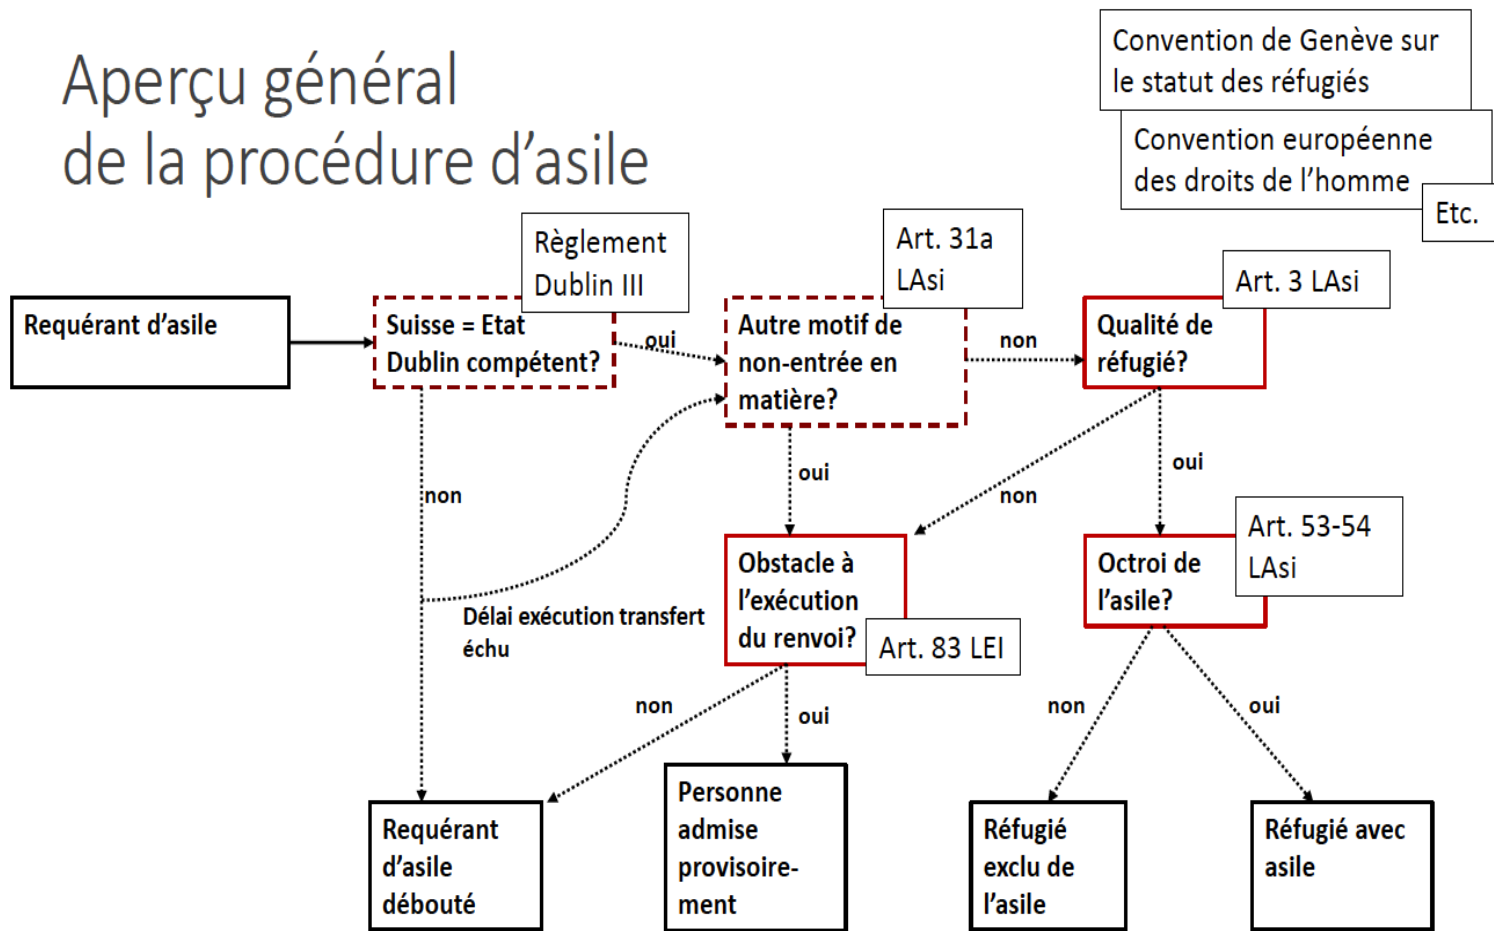 Aperçu général
de la procédure d'asile
Convention de Genève sur
le statut des réfugiés
Convention européenne
des droits de l'homme
Etc.
Règlement
Dublin III
Art. 31a
LAsi
Art. 3 LAsi
Requérant d'asile
Suisse = Etat
Dublin compétent?
oui
Autre motif de
non-entrée en
matière?
non
Qualité de
réfugié?
non
oui
non
oui
Délai exécution transfert
échu
Obstacle à
l'exécution
du renvoi?
Art. 83 LEI
Octroi de
l'asile?
Art. 53-54
LAsi
non
oui
non
oui
Requérant
d'asile
débouté
Personne
admise
provisoire-
ment
Réfugié
exclu de
l'asile
Réfugié avec
asile